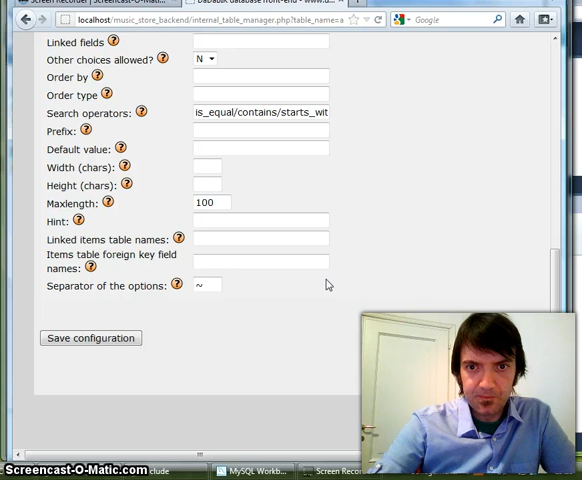 Screen Recorder | Screencast-O-Mat
DaDaBIK database front-end - www.d
localhost/music_store_backend/internal_table_manager.php?table_name=a
Google
Linked fields ?
Other choices allowed? ? N
Order by ?
Order type ?
Search operators: ? is_equal/contains/starts_wit
Prefix: ?
Default value: ?
Width (chars): ?
Height (chars): ?
Maxlength: ? 100
Hint: ?
Linked items table names: ?
Items table foreign key field
names: ?
Separator of the options: ? ~
Save configuration
Screencast-O-Matic.com
clude
MySQL Workb...
Screen Recor